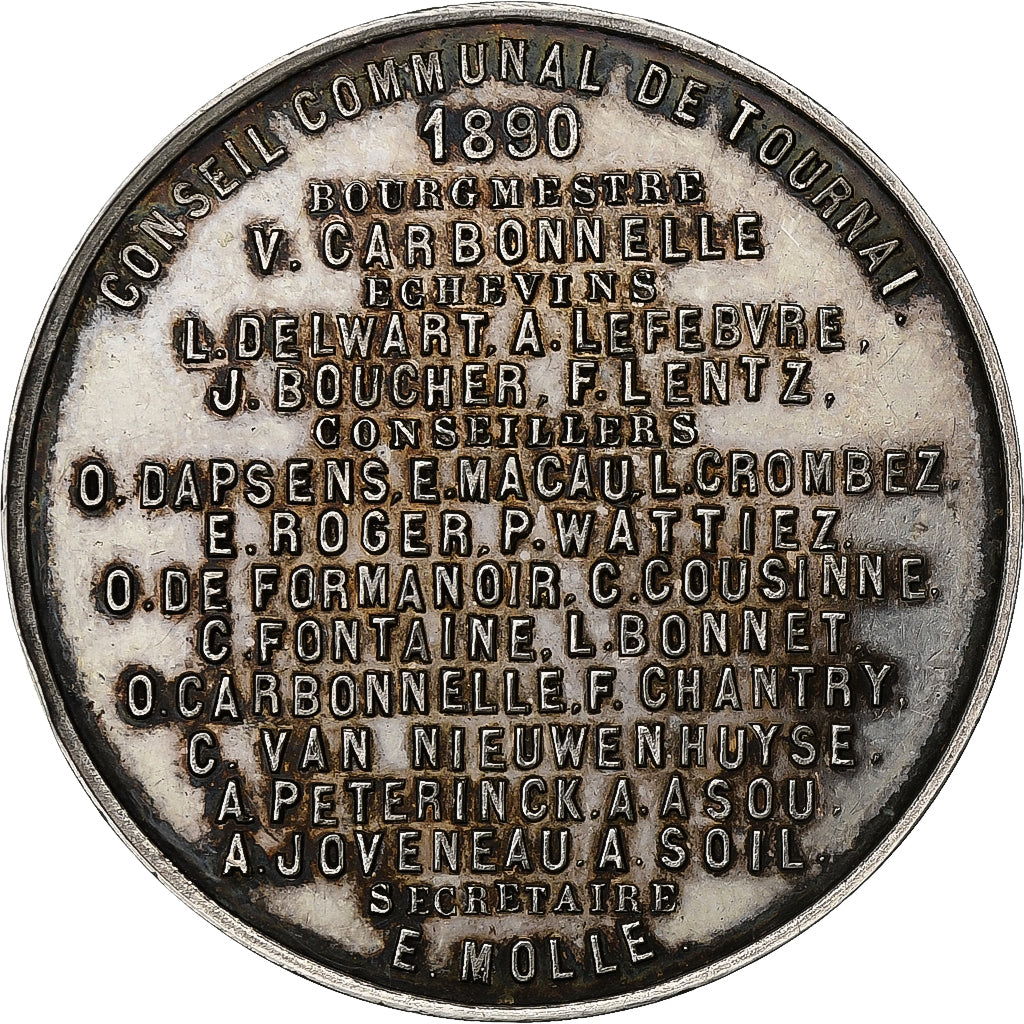 CONSEIL COMMUNAL DE TOURNAI.
1890
BOURGMESTRE
V. CARBONNELLE
ECHEVINS
L. DELWART, A. LEFEBVRE,
J. BOUCHER, F. LENTZ,
CONSEILLERS
O. DAPSENS, E. MACAU, L. CROMBEZ,
E. ROGER, P. WATTIEZ,
O. DE FORMANOIR, C. COUSINNE,
C. FONTAINE, L. BONNET,
O. CARBONNELLE, F. CHANTRY,
C. VAN NIEUWENHUYSE,
A. PETERINCK, A. ASOU,
A. JOVENEAU, A. SOIL.
SECRETAIRE
E. MOLLE.